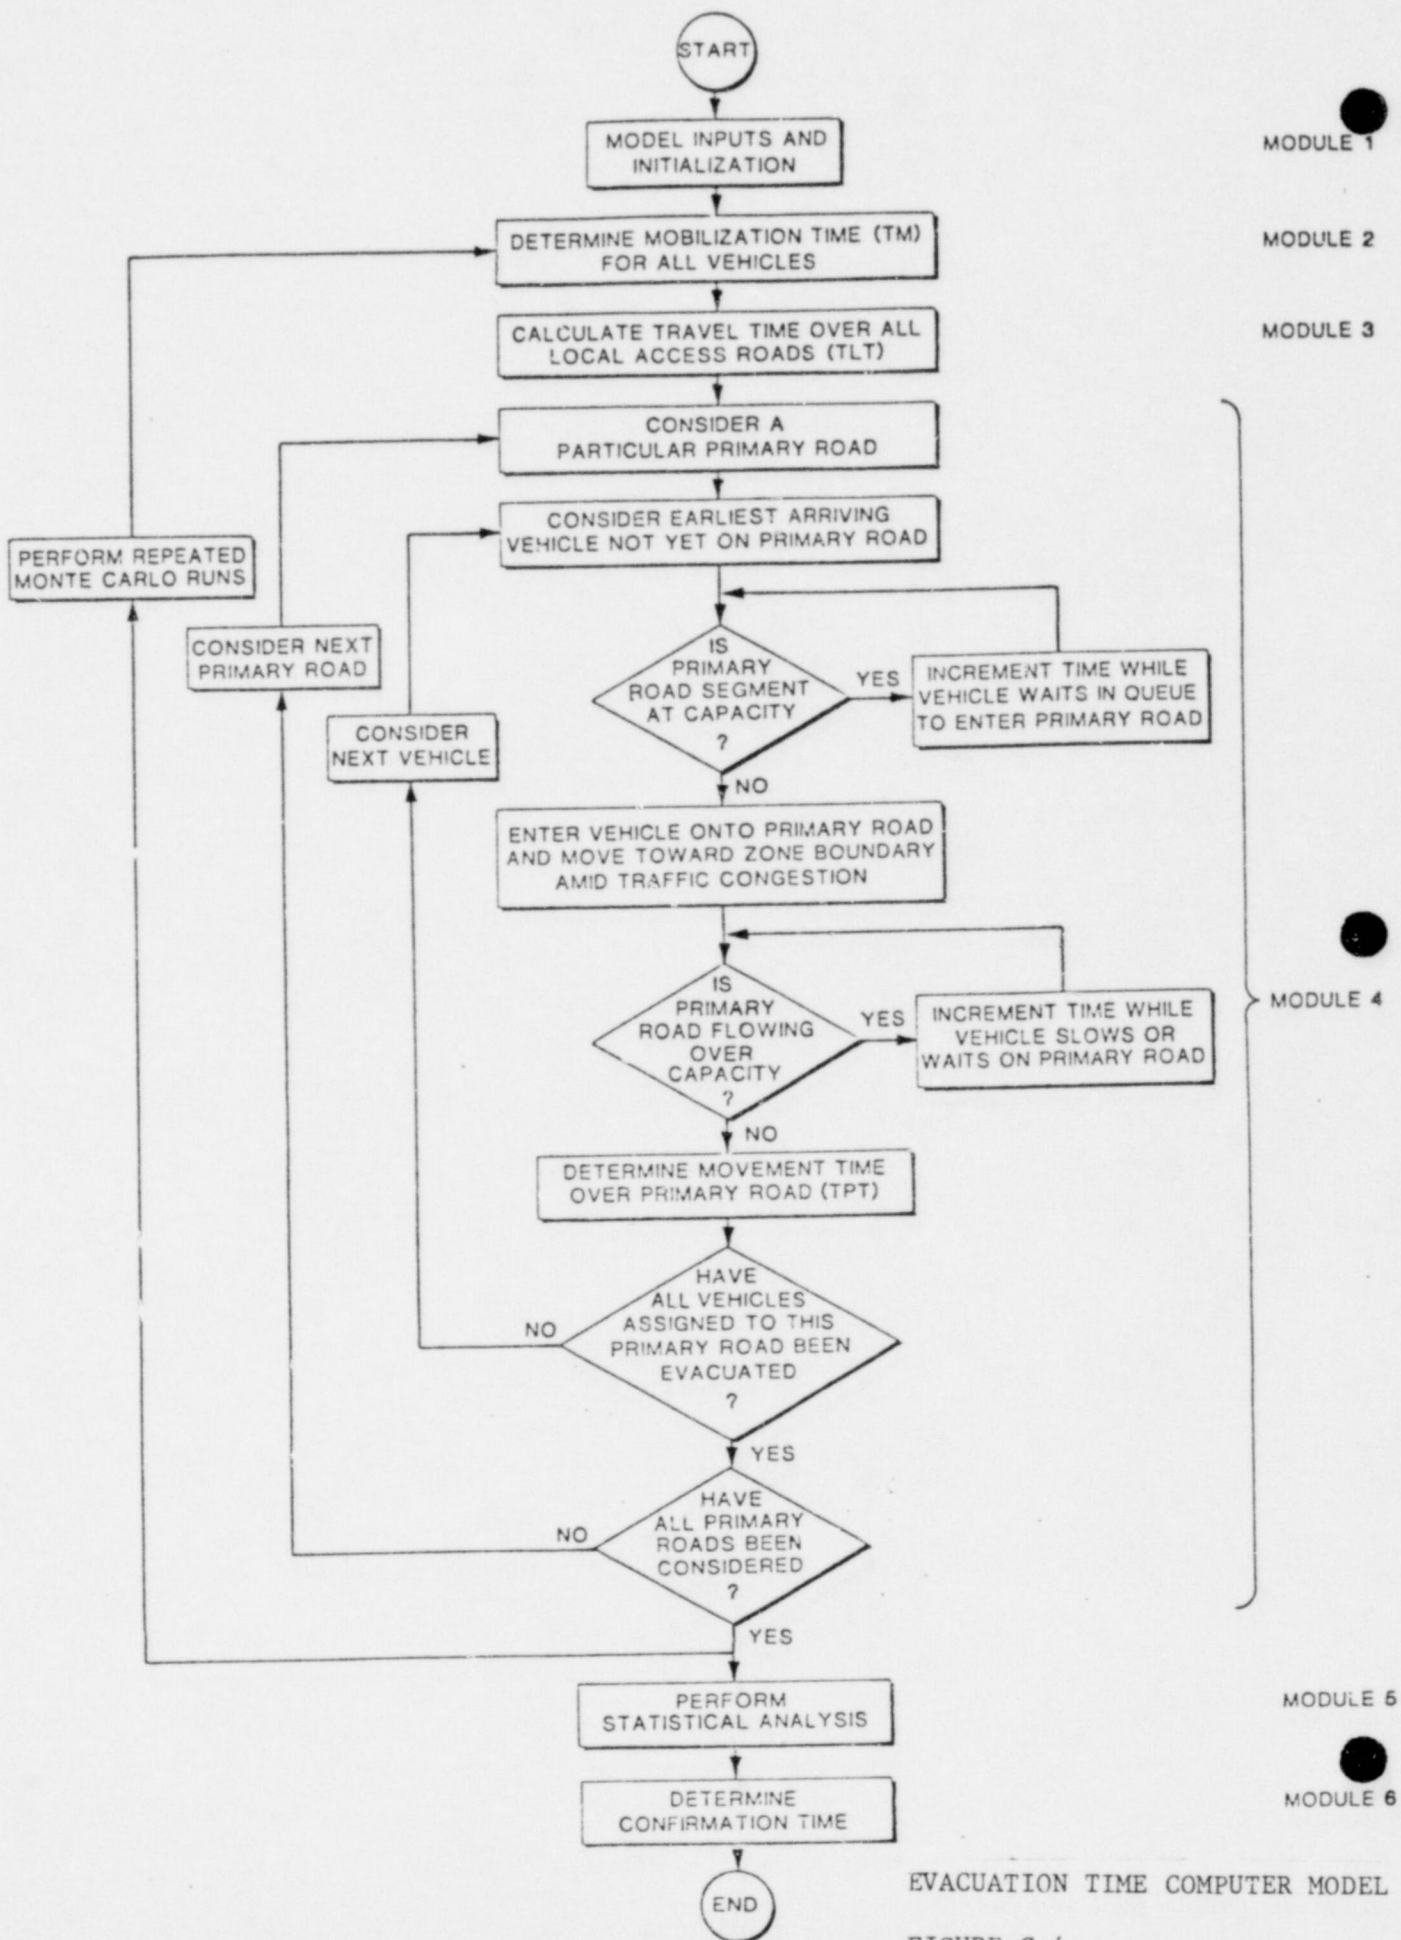 START
MODEL INPUTS AND
INITIALIZATION
MODULE 1
DETERMINE MOBILIZATION TIME (TM)
FOR ALL VEHICLES
MODULE 2
CALCULATE TRAVEL TIME OVER ALL
LOCAL ACCESS ROADS (TLT)
MODULE 3
CONSIDER A
PARTICULAR PRIMARY ROAD
CONSIDER EARLIEST ARRIVING
VEHICLE NOT YET ON PRIMARY ROAD
PERFORM REPEATED
MONTE CARLO RUNS
CONSIDER NEXT
PRIMARY ROAD
CONSIDER
NEXT VEHICLE
IS
PRIMARY
ROAD SEGMENT
AT CAPACITY
?
YES
INCREMENT TIME WHILE
VEHICLE WAITS IN QUEUE
TO ENTER PRIMARY ROAD
NO
ENTER VEHICLE ONTO PRIMARY ROAD
AND MOVE TOWARD ZONE BOUNDARY
AMID TRAFFIC CONGESTION
IS
PRIMARY
ROAD FLOWING
OVER
CAPACITY
?
YES
INCREMENT TIME WHILE
VEHICLE SLOWS OR
WAITS ON PRIMARY ROAD
MODULE 4
NO
DETERMINE MOVEMENT TIME
OVER PRIMARY ROAD (TPT)
HAVE
ALL VEHICLES
ASSIGNED TO THIS
PRIMARY ROAD BEEN
EVACUATED
?
NO
YES
HAVE
ALL PRIMARY
ROADS BEEN
CONSIDERED
?
NO
YES
PERFORM
STATISTICAL ANALYSIS
MODULE 5
DETERMINE
CONFIRMATION TIME
MODULE 6
END
EVACUATION TIME COMPUTER MODEL
FIGURE